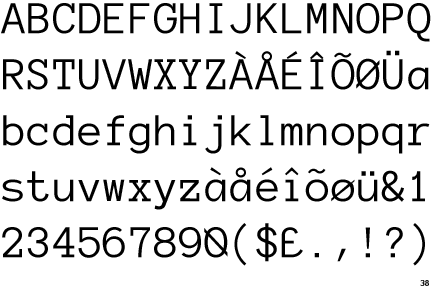 ABCDEFGHIJKLMNOPQ
RSTUVWXYZÀÅÉÎÕØÜa
bcdefghijklmnopqr
stuvwxyzàåéîõøü&1
234567890($£.,!?)
38